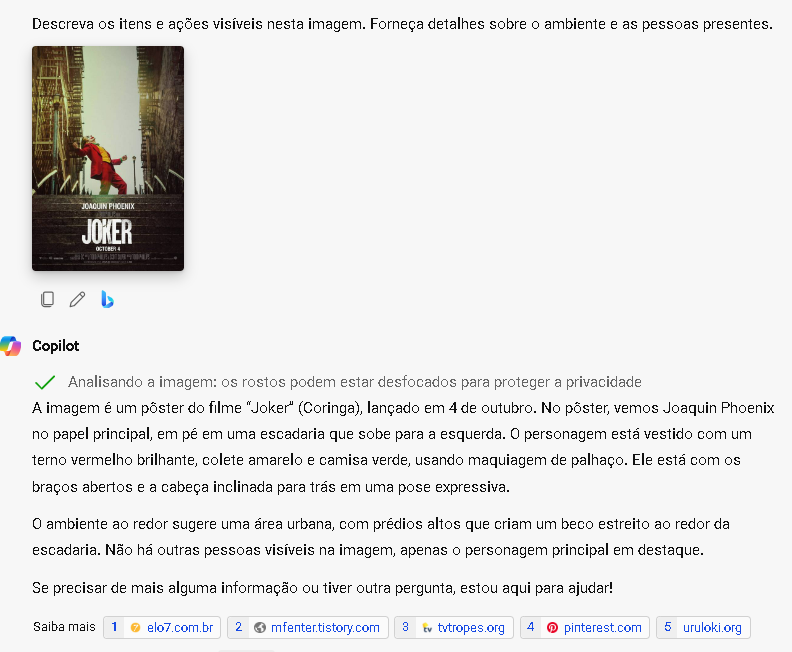 Descreva os itens e ações visíveis nesta imagem. Forneça detalhes sobre o ambiente e as pessoas presentes.
JOAQUIN PHOENIX
JOKER
OCTOBER 4
Copilot
Analisando a imagem: os rostos podem estar desfocados para proteger a privacidade
A imagem é um pôster do filme “Joker” (Coringa), lançado em 4 de outubro. No pôster, vemos Joaquin Phoenix
no papel principal, em pé em uma escadaria que sobe para a esquerda. O personagem está vestido com um
terno vermelho brilhante, colete amarelo e camisa verde, usando maquiagem de palhaço. Ele está com os
braços abertos e a cabeça inclinada para trás em uma pose expressiva.
O ambiente ao redor sugere uma área urbana, com prédios altos que criam um beco estreito ao redor da
escadaria. Não há outras pessoas visíveis na imagem, apenas o personagem principal em destaque.
Se precisar de mais alguma informação ou tiver outra pergunta, estou aqui para ajudar!
Saiba mais 1 elo7.com.br 2 mfenter.tistory.com 3 tvtropes.org 4 pinterest.com 5 uruloki.org